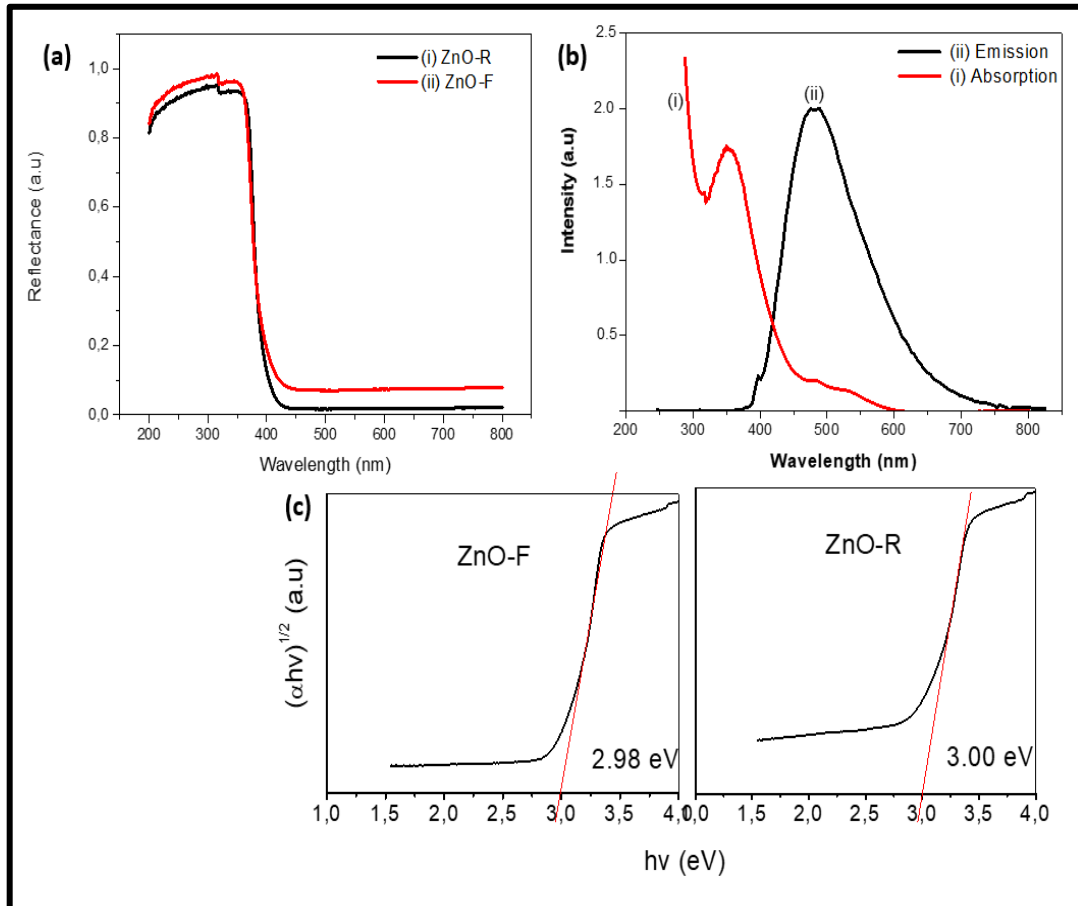 (a)
(i) ZnO-R
(ii) ZnO-F
Reflectance (a.u)
1,0
0,8
0,6
0,4
0,2
0,0
200 300 400 500 600 700 800
Wavelength (nm)
(b)
(ii) Emission
(i) Absorption
(i)
(ii)
Intensity (a.u)
2.5
2.0
1.5
1.0
0.5
200 300 400 500 600 700 800
Wavelength (nm)
(c)
ZnO-F
(αhν)1/2 (a.u)
2.98 eV
1,0 1,5 2,0 2,5 3,0 3,5 4,0
ZnO-R
3.00 eV
1,0 1,5 2,0 2,5 3,0 3,5 4,0
hν (eV)